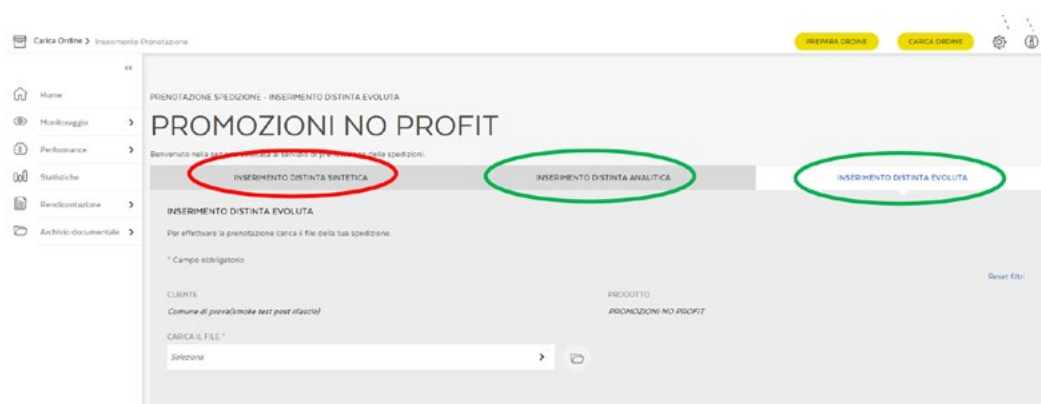 Carica Ordine > Inserimento Prenotazione
PREPARA ORDINE
CARICA ORDINE
<<
Home
Monitoraggio
Performance
Statistiche
Rendicontazione
Archivio documentale
PRENOTAZIONE SPEDIZIONE - INSERIMENTO DISTINTA EVOLUTA
PROMOZIONI NO PROFIT
Benvenuto nella sezione dedicata al servizio di prenotazione delle spedizioni.
INSERIMENTO DISTINTA SINTETICA
INSERIMENTO DISTINTA ANALITICA
INSERIMENTO DISTINTA EVOLUTA
INSERIMENTO DISTINTA EVOLUTA
Per effettuare la prenotazione carica il file della tua spedizione.
* Campo obbligatorio
Reset filtri
CLIENTE
PRODOTTO
Comune di prova(smoke test post rilascio)
PROMOZIONI NO PROFIT
CARICA IL FILE *
Seleziona